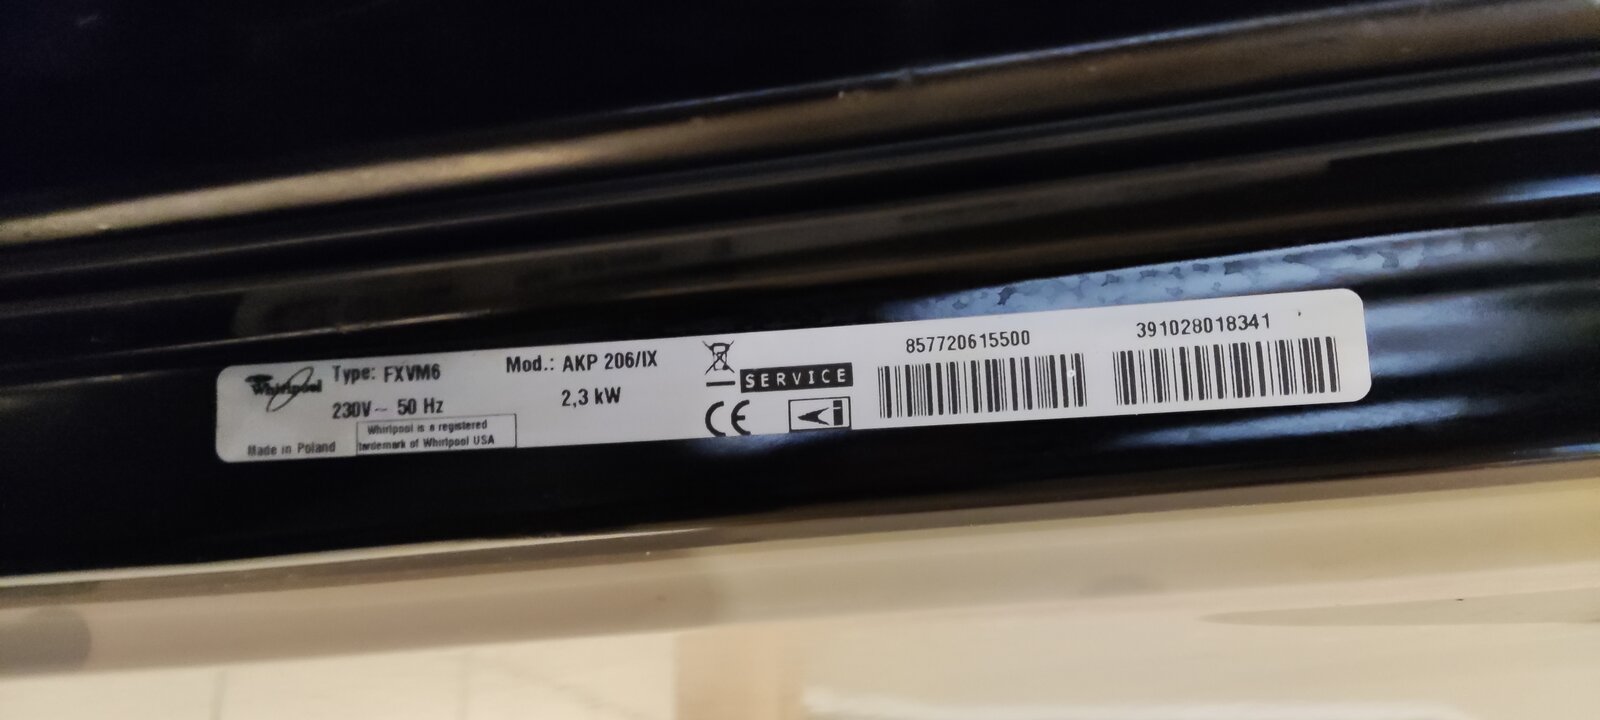 Whirlpool
Type: FXVM6
230V ~ 50 Hz
Made in Poland
Whirlpool is a registered
trademark of Whirlpool USA
Mod.: AKP 206/IX
2,3 kW
SERVICE
CE
857720615500
391028018341